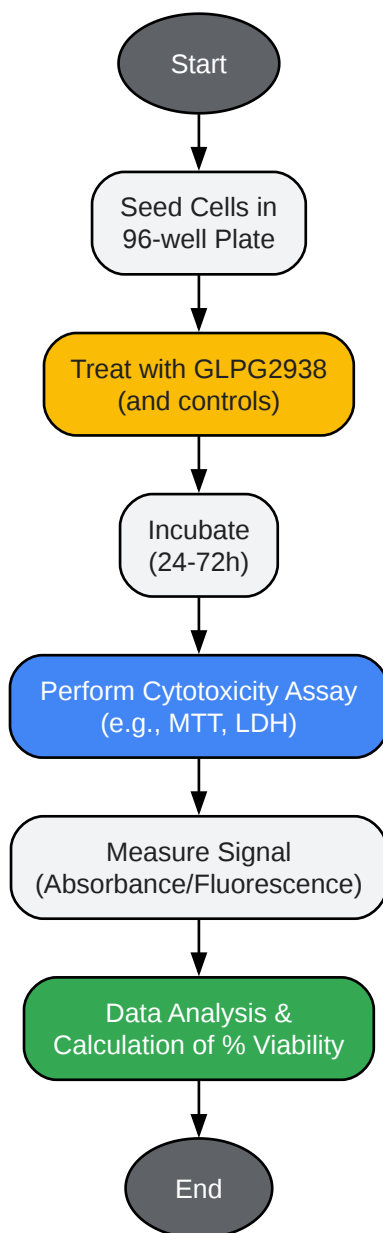 Start
Seed Cells in
96-well Plate
Treat with GLPG2938
(and controls)
Incubate
(24-72h)
Perform Cytotoxicity Assay
(e.g., MTT, LDH)
Measure Signal
(Absorbance/Fluorescence)
Data Analysis &
Calculation of % Viability
End